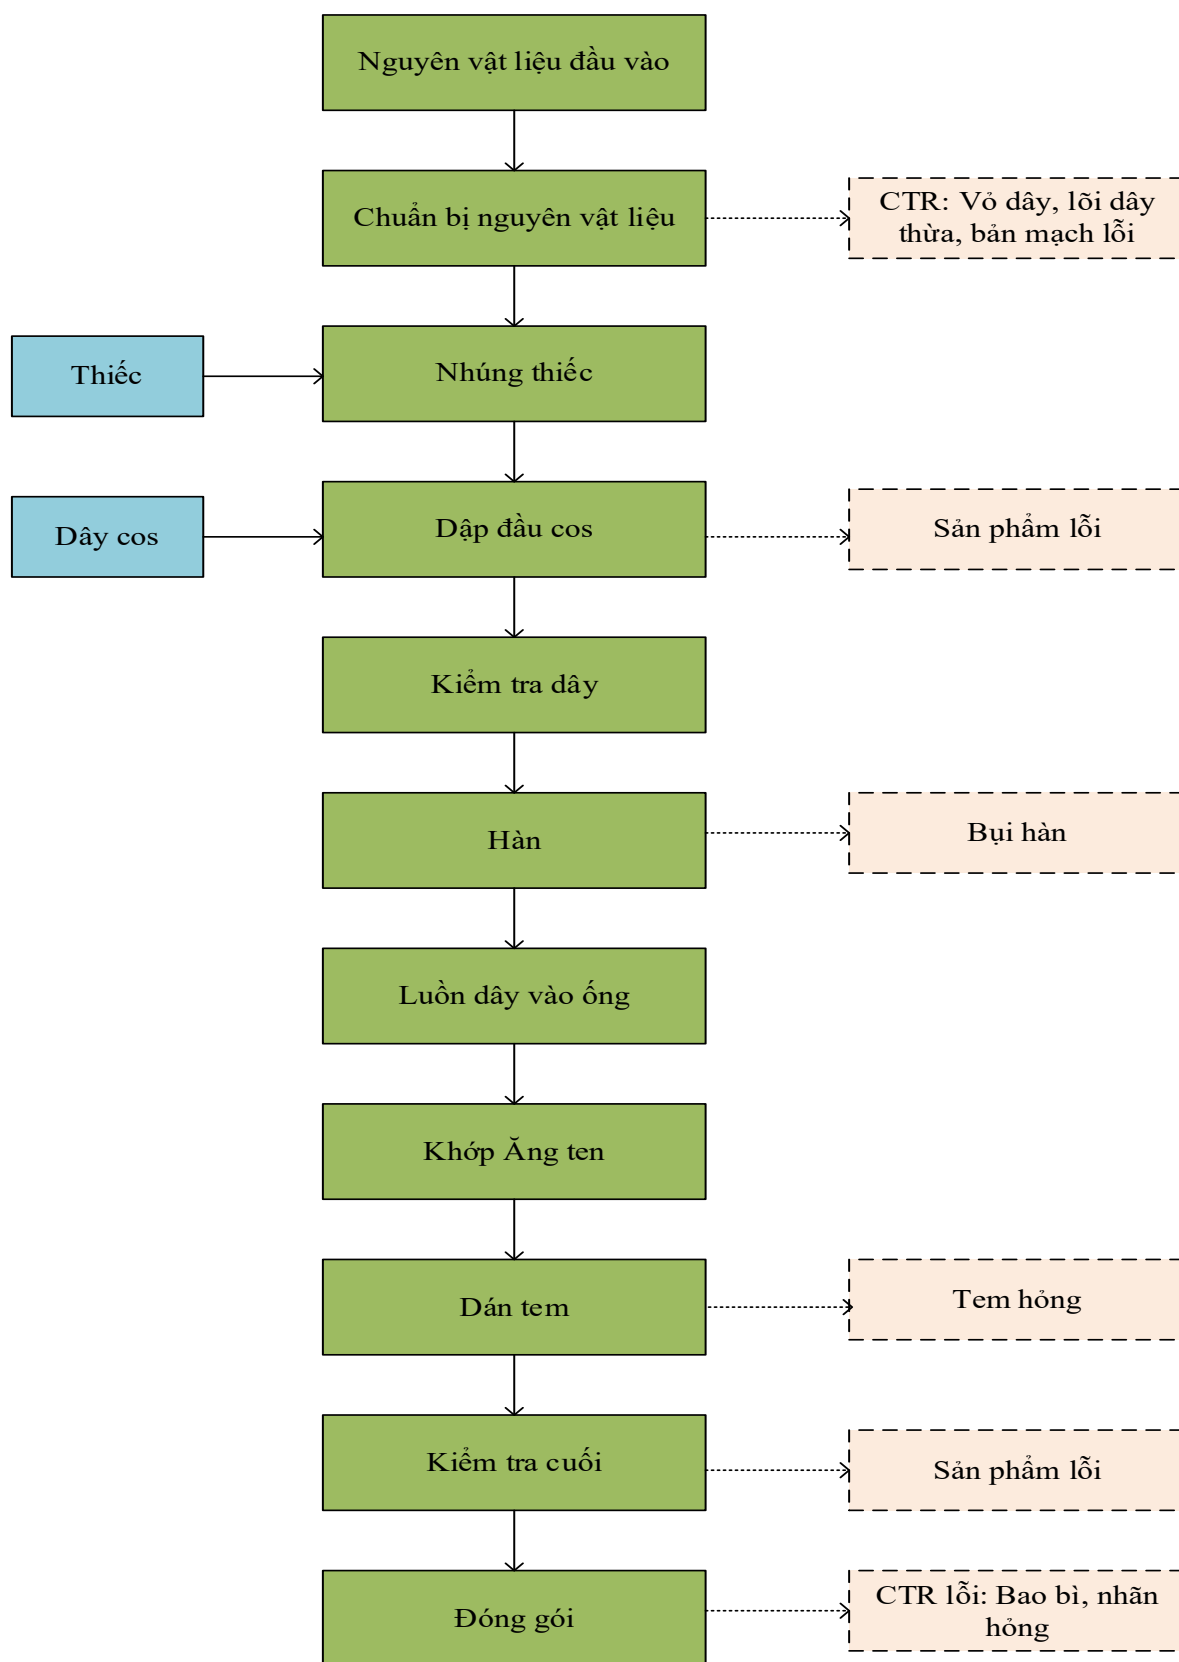 Nguyên vật liệu đầu vào
Chuẩn bị nguyên vật liệu
CTR: Vỏ dây, lõi dây
thừa, bản mạch lỗi
Thiếc
Nhúng thiếc
Dây cos
Dập đầu cos
Sản phẩm lỗi
Kiểm tra dây
Hàn
Bụi hàn
Luồn dây vào ống
Khớp Ăng ten
Dán tem
Tem hỏng
Kiểm tra cuối
Sản phẩm lỗi
Đóng gói
CTR lỗi: Bao bì, nhãn
hỏng